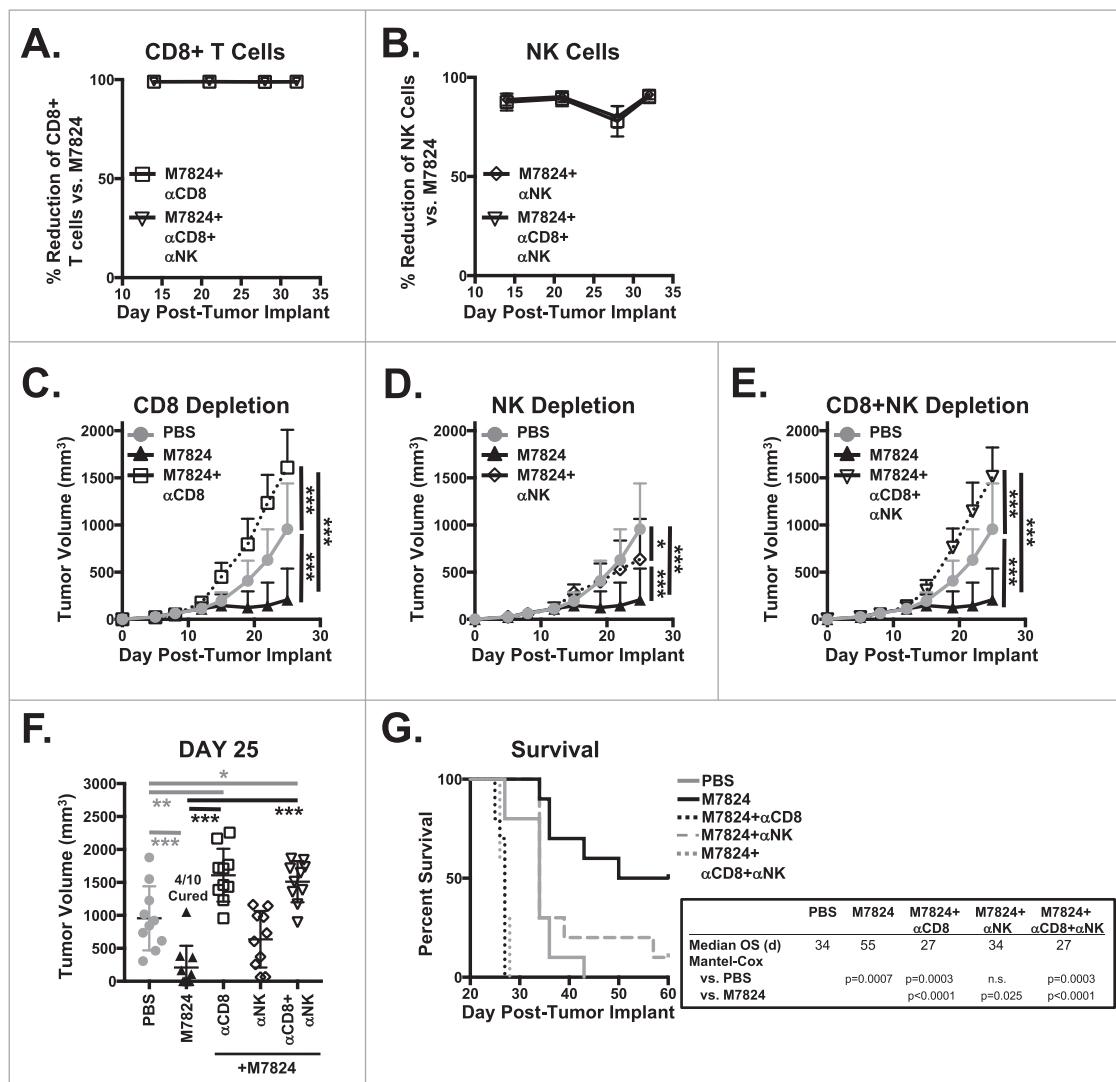 A.
CD8+ T Cells
% Reduction of CD8+
T cells vs. M7824
100
50
0
M7824+
αCD8
M7824+
αCD8+
αNK
10 15 20 25 30 35
Day Post-Tumor Implant
B.
NK Cells
% Reduction of NK Cells
vs. M7824
100
50
0
M7824+
αNK
M7824+
αCD8+
αNK
10 15 20 25 30 35
Day Post-Tumor Implant
C.
CD8 Depletion
Tumor Volume (mm³)
2000
1500
1000
500
0
PBS
M7824
M7824+
αCD8
***
***
***
0 10 20 30
Day Post-Tumor Implant
D.
NK Depletion
Tumor Volume (mm³)
2000
1500
1000
500
0
PBS
M7824
M7824+
αNK
*
***
***
0 10 20 30
Day Post-Tumor Implant
E.
CD8+NK Depletion
Tumor Volume (mm³)
2000
1500
1000
500
0
PBS
M7824
M7824+
αCD8+
αNK
***
***
***
0 10 20 30
Day Post-Tumor Implant
F.
DAY 25
Tumor Volume (mm³)
3000
2500
2000
1500
1000
500
0
*
**
***
***
***
4/10
Cured
PBS
M7824
αCD8
αNK
αCD8+
αNK
+M7824
G.
Survival
Percent Survival
100
50
0
20 30 40 50 60
Day Post-Tumor Implant
PBS
M7824
M7824+αCD8
M7824+αNK
M7824+
αCD8+αNK
PBS M7824 M7824+ M7824+ M7824+
αCD8 αNK αCD8+αNK
Median OS (d) 34 55 27 34 27
Mantel-Cox
vs. PBS p=0.0007 p=0.0003 n.s. p=0.0003
vs. M7824 p<0.0001 p=0.025 p<0.0001